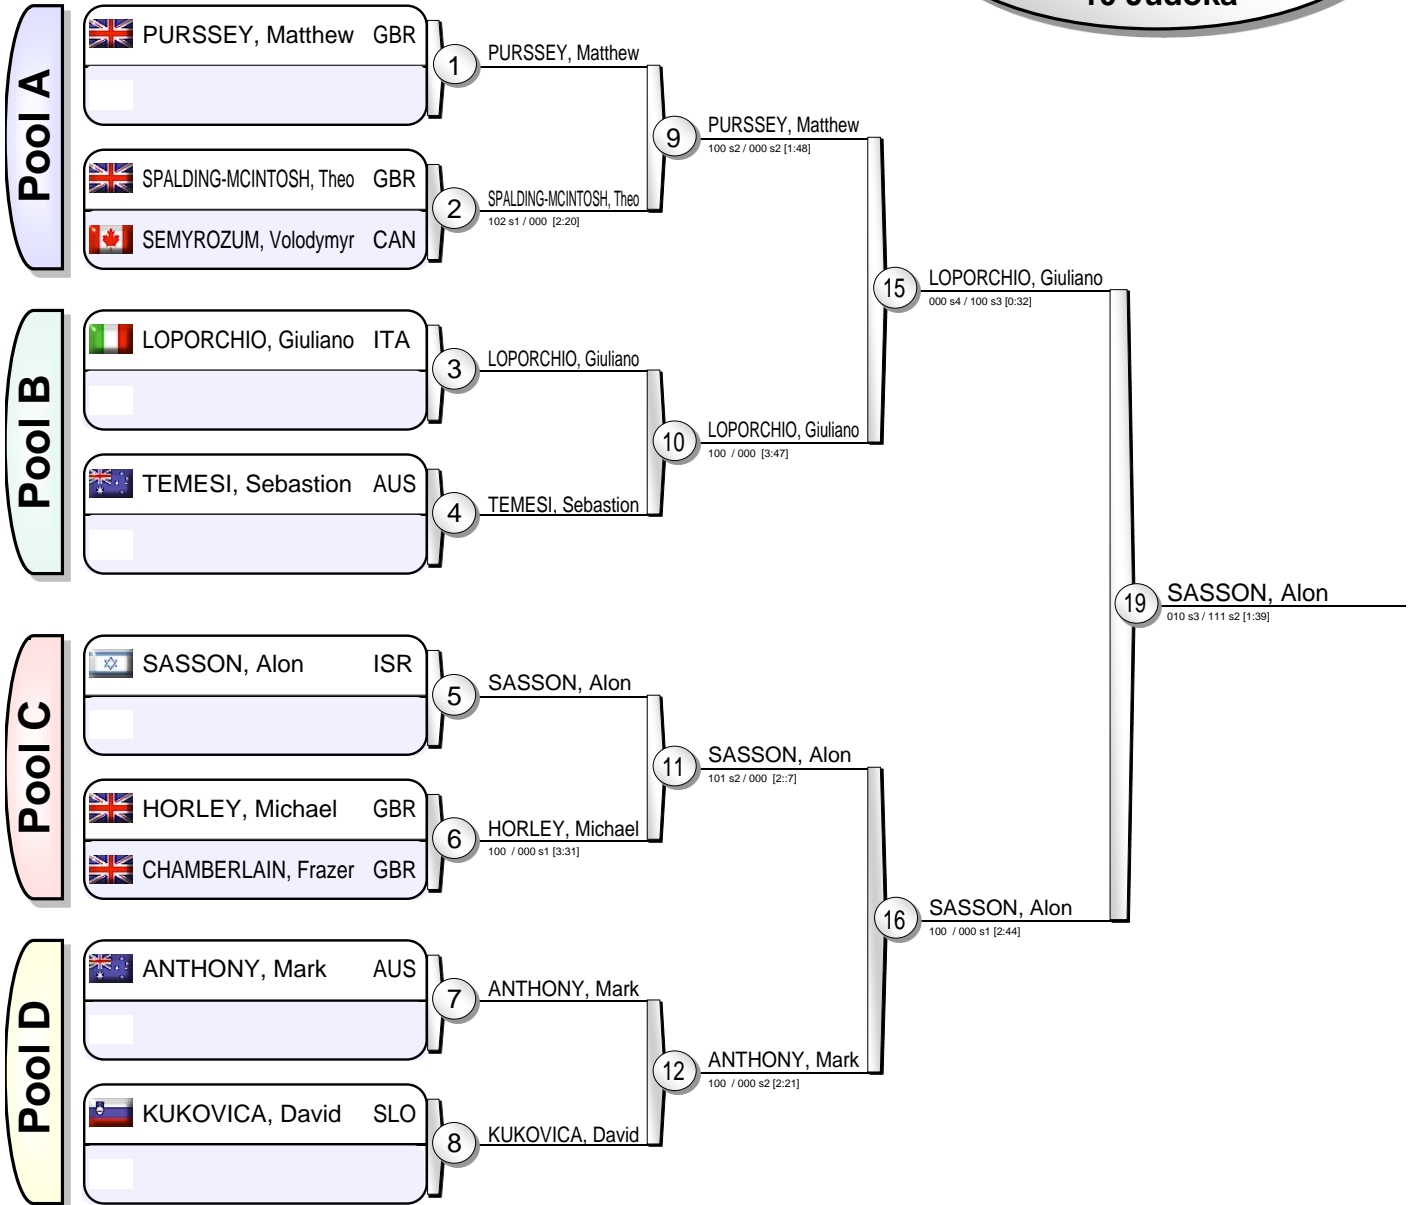 10 Judoka
Pool A
PURSSEY, Matthew GBR
1
PURSSEY, Matthew
SPALDING-MCINTOSH, Theo GBR
SEMYROZUM, Volodymyr CAN
2
SPALDING-MCINTOSH, Theo
102 s1 / 000 [2:20]
9
PURSSEY, Matthew
100 s2 / 000 s2 [1:48]
Pool B
LOPORCHIO, Giuliano ITA
3
LOPORCHIO, Giuliano
TEMESI, Sebastion AUS
4
TEMESI, Sebastion
10
LOPORCHIO, Giuliano
100 / 000 [3:47]
15
LOPORCHIO, Giuliano
000 s4 / 100 s3 [0:32]
Pool C
SASSON, Alon ISR
5
SASSON, Alon
HORLEY, Michael GBR
CHAMBERLAIN, Frazer GBR
6
HORLEY, Michael
100 / 000 s1 [3:31]
11
SASSON, Alon
101 s2 / 000 [2::7]
Pool D
ANTHONY, Mark AUS
7
ANTHONY, Mark
KUKOVICA, David SLO
8
KUKOVICA, David
12
ANTHONY, Mark
100 / 000 s2 [2:21]
16
SASSON, Alon
100 / 000 s1 [2:44]
19
SASSON, Alon
010 s3 / 111 s2 [1:39]